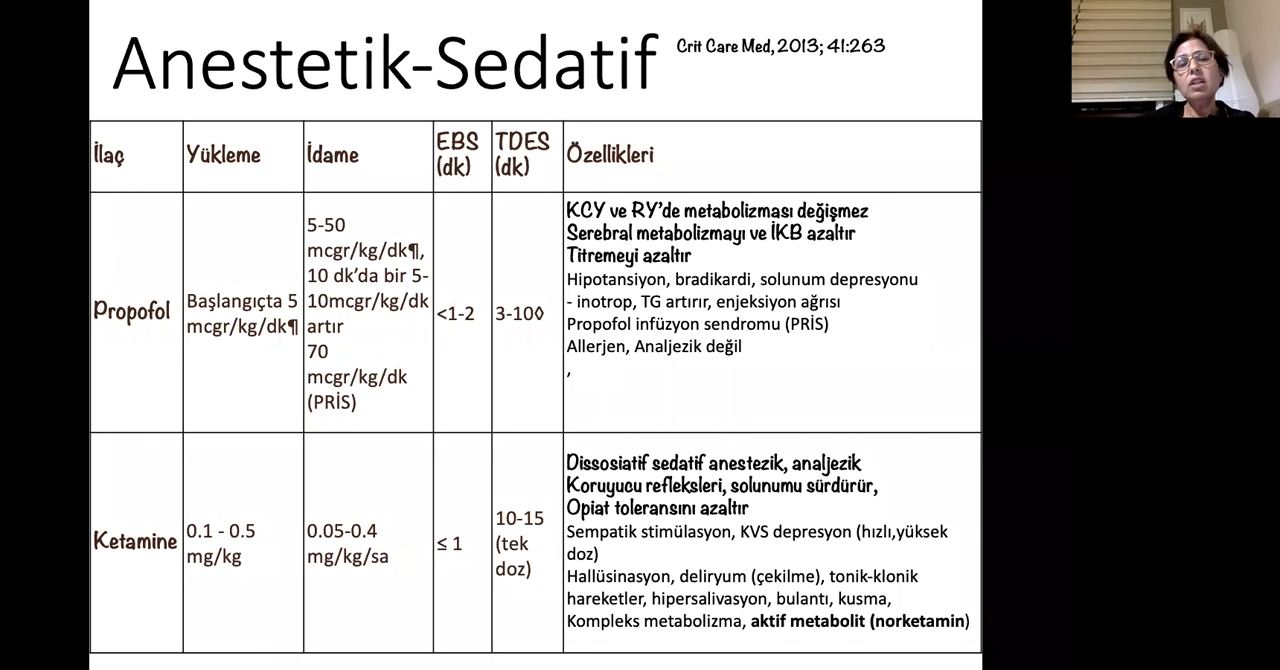 Anestetik-Sedatif
Crit Care Med, 2013; 41:263
İlaç
Yükleme
İdame
EBS
(dk)
TDES
(dk)
Özellikleri
Propofol
Başlangıçta 5
mcgr/kg/dk¶
5-50
mcgr/kg/dk¶,
10 dk’da bir 5-
10mcgr/kg/dk
artır
70
mcgr/kg/dk
(PRİS)
<1-2
3-10◊
KCY ve RY’de metabolizması değişmez
Serebral metabolizmayı ve İKB azaltır
Titremeyi azaltır
Hipotansiyon, bradikardi, solunum depresyonu
- inotrop, TG artırır, enjeksiyon ağrısı
Propofol infüzyon sendromu (PRİS)
Allerjen, Analjezik değil
,
Ketamine
0.1 - 0.5
mg/kg
0.05-0.4
mg/kg/sa
≤ 1
10-15
(tek
doz)
Dissosiatif sedatif anestezik, analjezik
Koruyucu refleksleri, solunumu sürdürür,
Opiat toleransını azaltır
Sempatik stimülasyon, KVS depresyon (hızlı,yüksek
doz)
Hallüsinasyon, deliryum (çekilme), tonik-klonik
hareketler, hipersalivasyon, bulantı, kusma,
Kompleks metabolizma, aktif metabolit (norketamin)